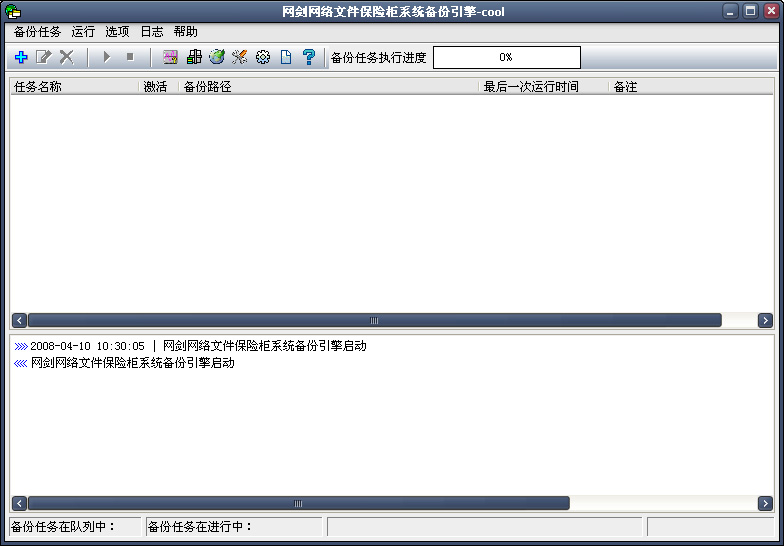 网剑网络文件保险柜系统备份引擎-cool
备份任务 运行 选项 日志 帮助
备份任务执行进度 0%
任务名称 激活 备份路径 最后一次运行时间 备注
>>> 2008-04-10 10:30:05 | 网剑网络文件保险柜系统备份引擎启动
<<< 网剑网络文件保险柜系统备份引擎启动
备份任务在队列中： 备份任务在进行中：